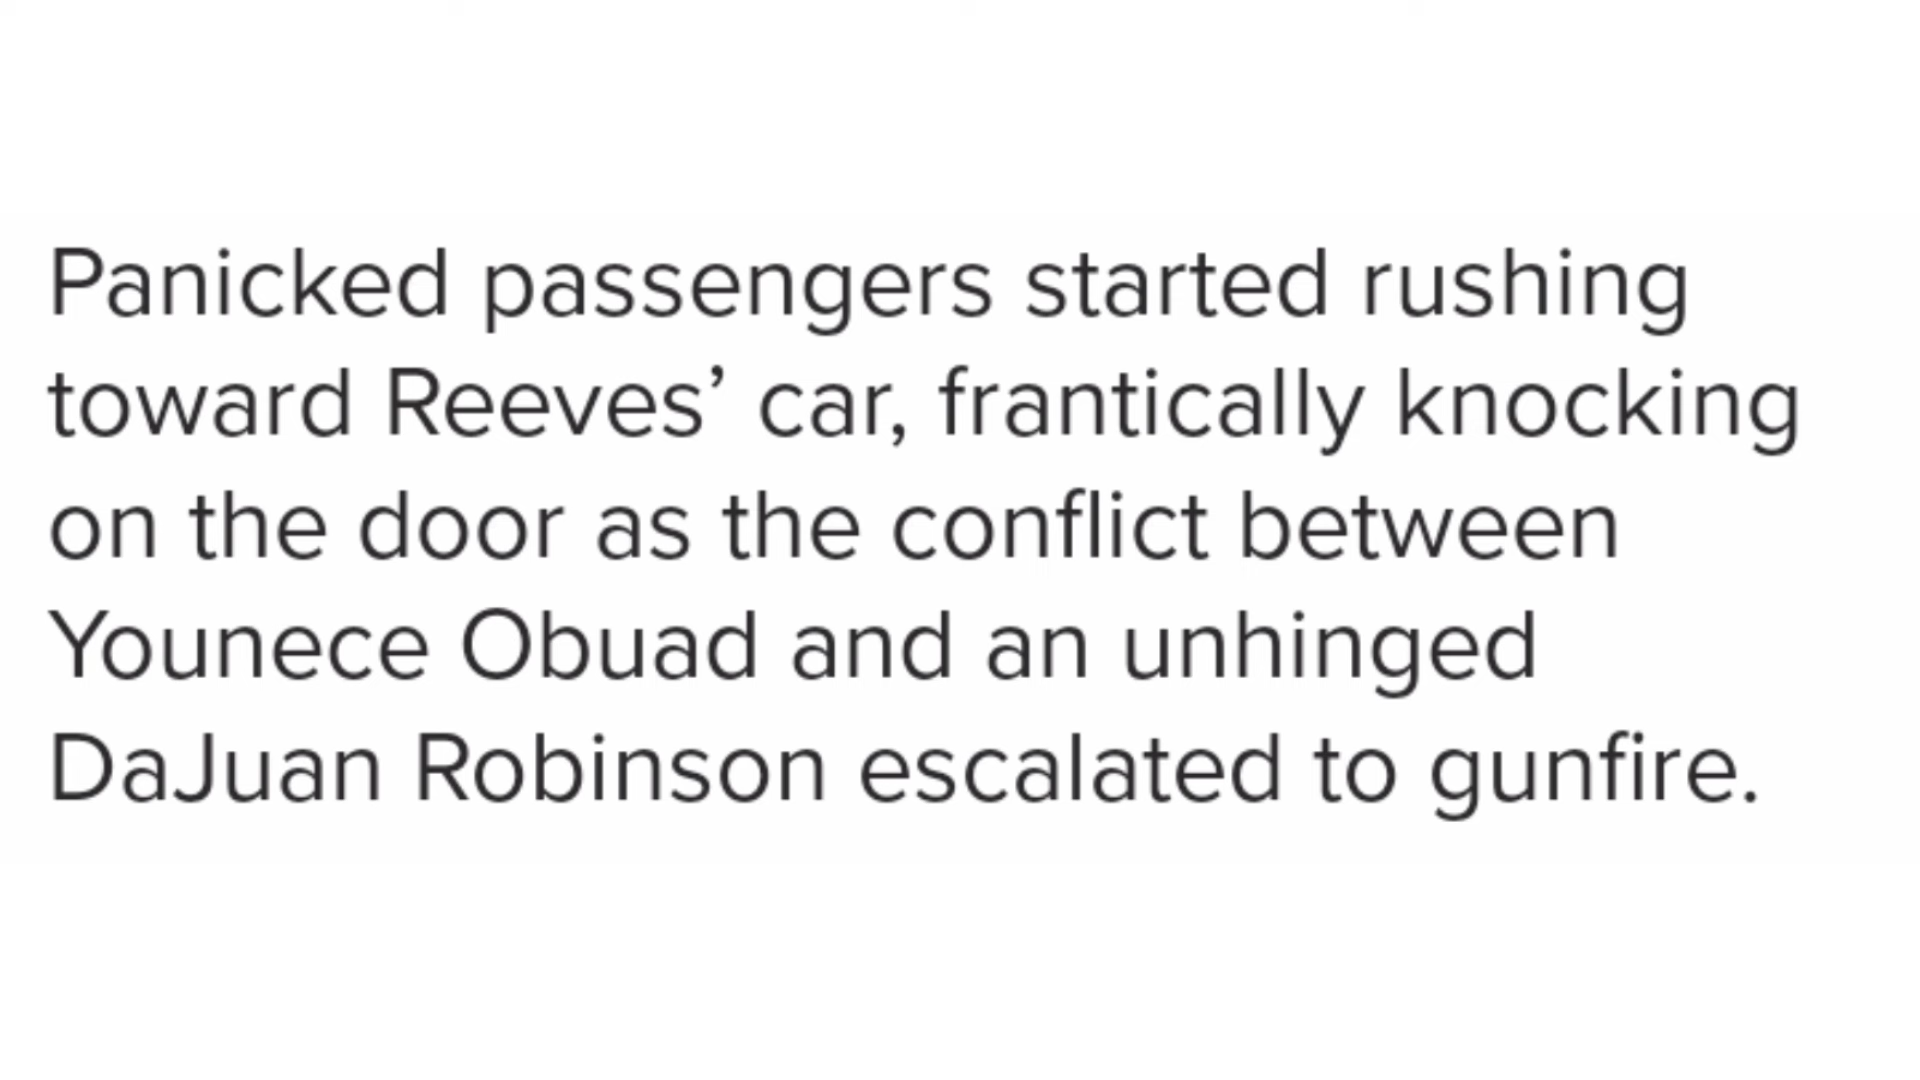 Panicked passengers started rushing
toward Reeves’ car, frantically knocking
on the door as the conflict between
Younece Obuad and an unhinged
DaJuan Robinson escalated to gunfire.